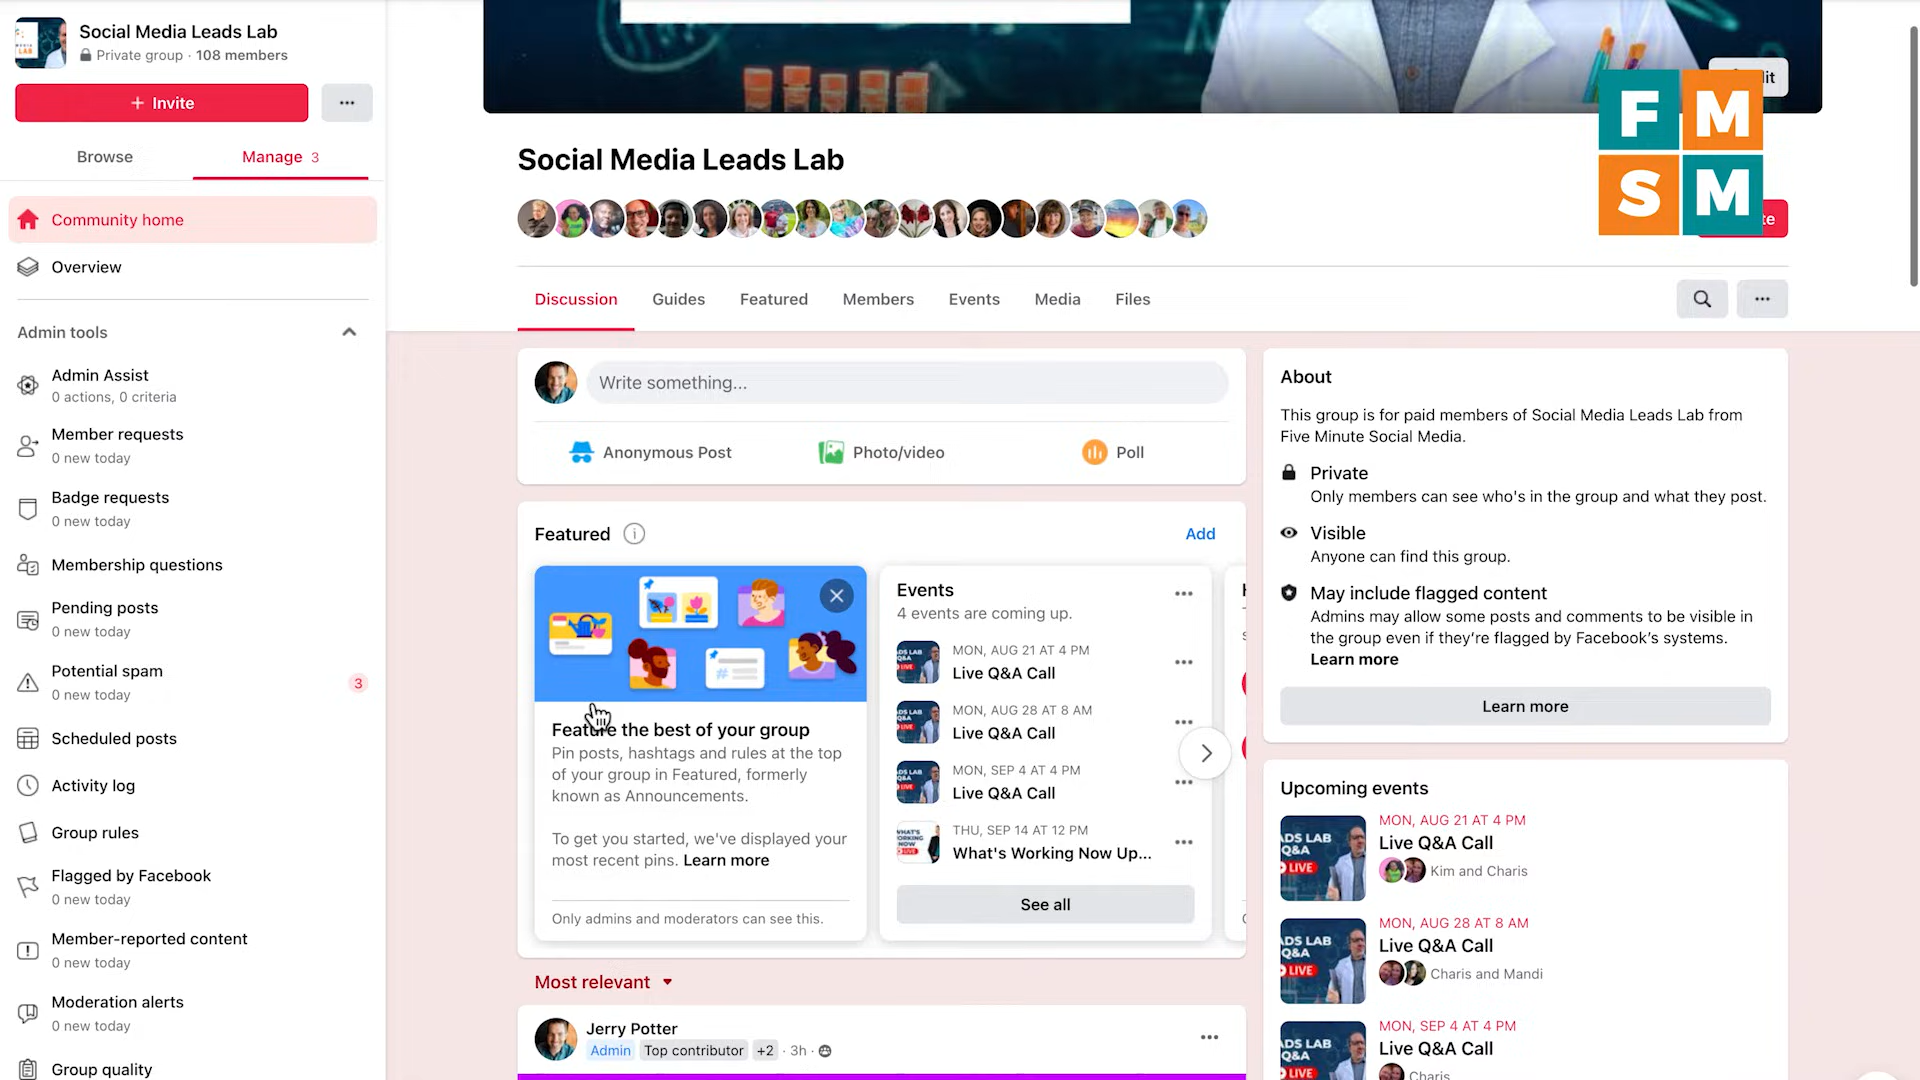 Social Media Leads Lab
Private group · 108 members
+ Invite
Browse
Manage 3
Community home
Overview
Admin tools
Admin Assist
0 actions, 0 criteria
Member requests
0 new today
Badge requests
0 new today
Membership questions
Pending posts
0 new today
Potential spam
0 new today
3
Scheduled posts
Activity log
Group rules
Flagged by Facebook
0 new today
Member-reported content
0 new today
Moderation alerts
0 new today
Group quality
F M
S M
Social Media Leads Lab
Discussion
Guides
Featured
Members
Events
Media
Files
Write something...
Anonymous Post
Photo/video
Poll
Featured
Add
Feature the best of your group
Pin posts, hashtags and rules at the top
of your group in Featured, formerly
known as Announcements.
To get you started, we've displayed your
most recent pins. Learn more
Only admins and moderators can see this.
Events
4 events are coming up.
MON, AUG 21 AT 4 PM
Live Q&A Call
MON, AUG 28 AT 8 AM
Live Q&A Call
MON, SEP 4 AT 4 PM
Live Q&A Call
THU, SEP 14 AT 12 PM
What's Working Now Up...
See all
Most relevant
Jerry Potter
Admin
Top contributor
+2 · 3h ·
About
This group is for paid members of Social Media Leads Lab from
Five Minute Social Media.
Private
Only members can see who's in the group and what they post.
Visible
Anyone can find this group.
May include flagged content
Admins may allow some posts and comments to be visible in
the group even if they're flagged by Facebook's systems.
Learn more
Learn more
Upcoming events
ADS LAB
Q&A
LIVE
MON, AUG 21 AT 4 PM
Live Q&A Call
Kim and Charis
ADS LAB
Q&A
LIVE
MON, AUG 28 AT 8 AM
Live Q&A Call
Charis and Mandi
ADS LAB
Q&A
LIVE
MON, SEP 4 AT 4 PM
Live Q&A Call
Charis